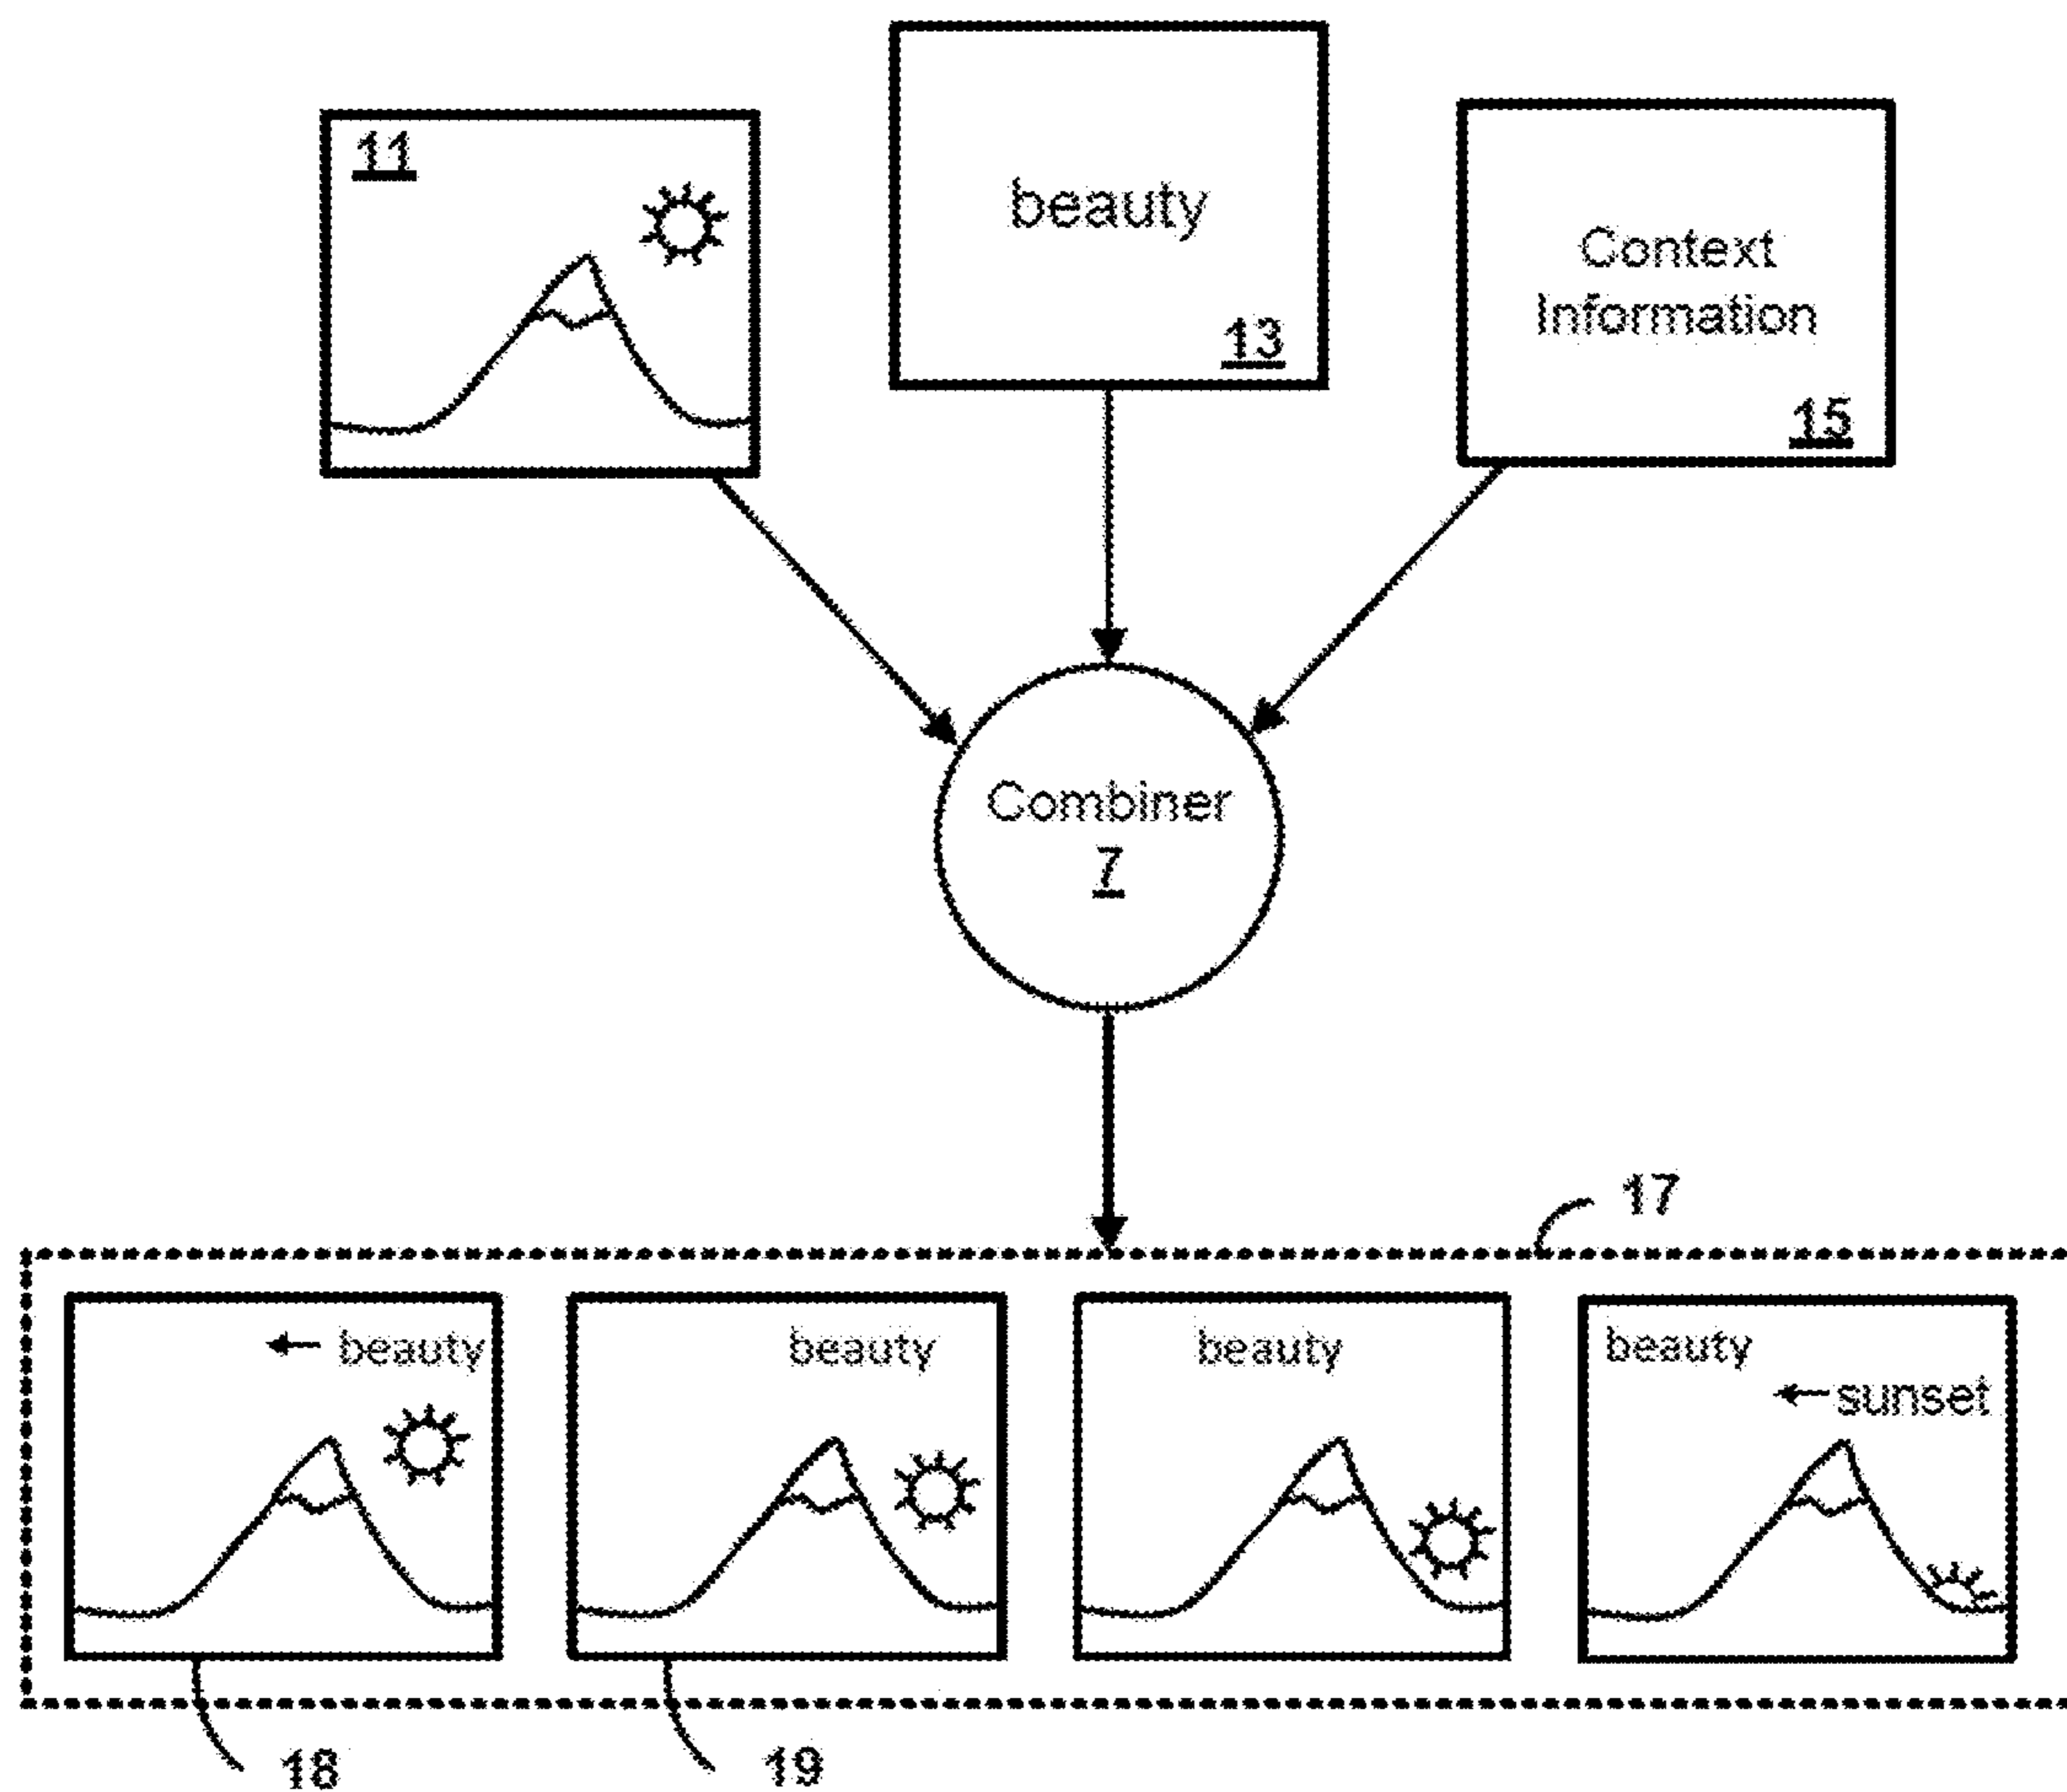 11
beauty
13
Context
Information
15
Combiner
7
17
beauty
beauty
beauty
beauty
sunset
18
19